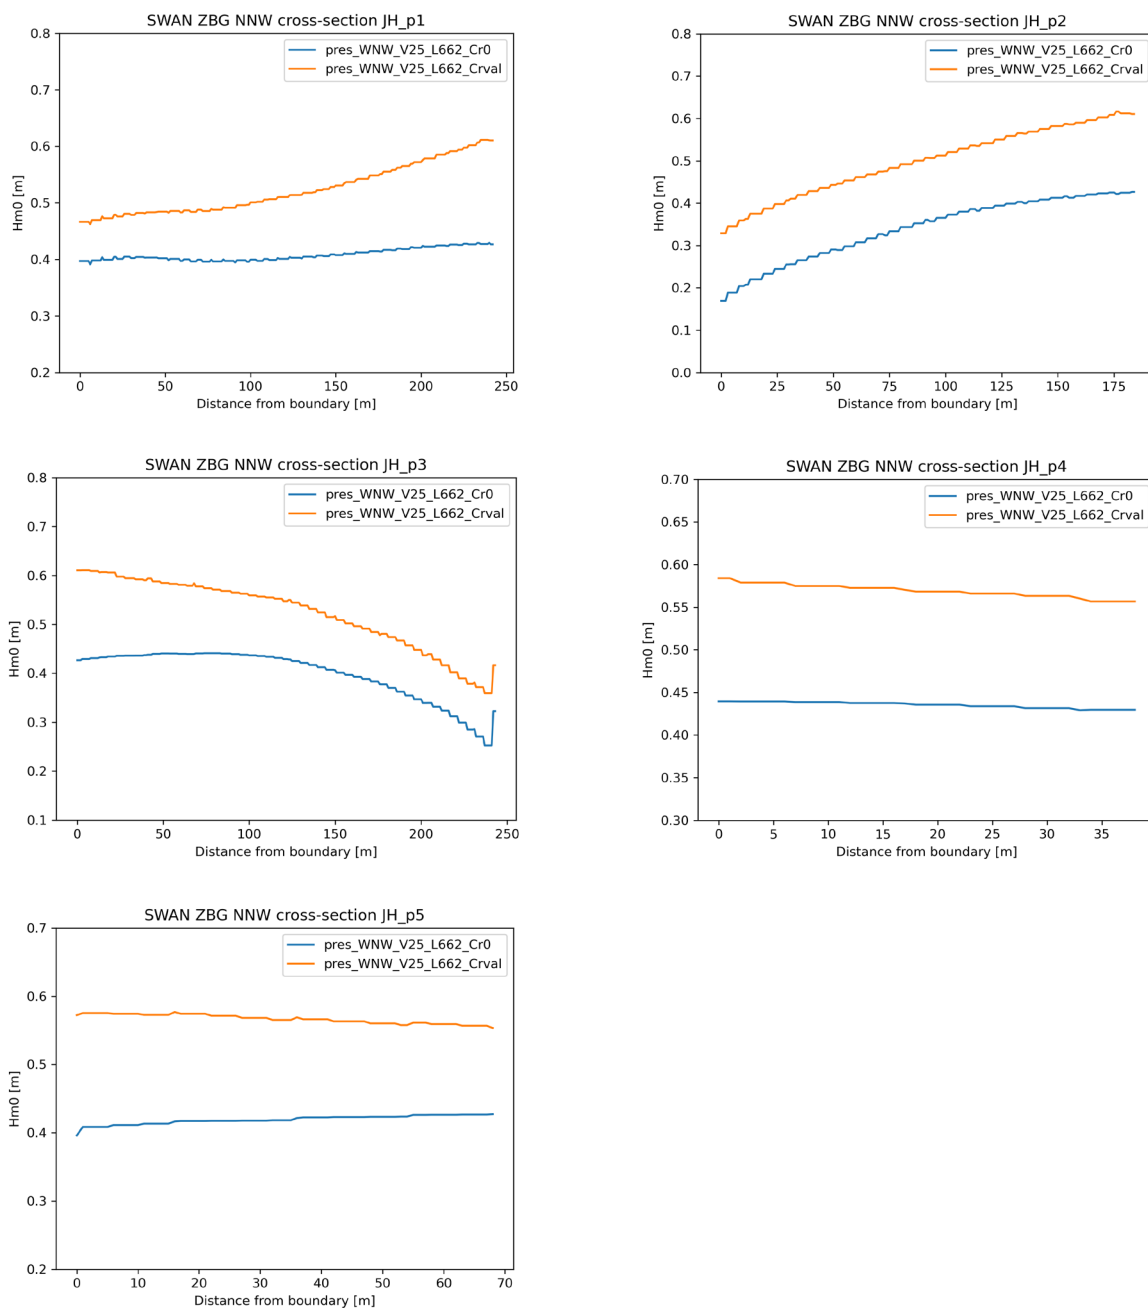 SWAN ZBG NNW cross-section JH_p1
0.8
0.7
0.6
0.5
0.4
0.3
0.2
Hm0 [m]
pres_WNW_V25_L662_Cr0
pres_WNW_V25_L662_Crval
0 50 100 150 200 250
Distance from boundary [m]
SWAN ZBG NNW cross-section JH_p2
0.8
0.7
0.6
0.5
0.4
0.3
0.2
0.1
0.0
Hm0 [m]
pres_WNW_V25_L662_Cr0
pres_WNW_V25_L662_Crval
0 25 50 75 100 125 150 175
Distance from boundary [m]
SWAN ZBG NNW cross-section JH_p3
0.8
0.7
0.6
0.5
0.4
0.3
0.2
0.1
Hm0 [m]
pres_WNW_V25_L662_Cr0
pres_WNW_V25_L662_Crval
0 50 100 150 200 250
Distance from boundary [m]
SWAN ZBG NNW cross-section JH_p4
0.70
0.65
0.60
0.55
0.50
0.45
0.40
0.35
0.30
Hm0 [m]
pres_WNW_V25_L662_Cr0
pres_WNW_V25_L662_Crval
0 5 10 15 20 25 30 35
Distance from boundary [m]
SWAN ZBG NNW cross-section JH_p5
0.7
0.6
0.5
0.4
0.3
0.2
Hm0 [m]
pres_WNW_V25_L662_Cr0
pres_WNW_V25_L662_Crval
0 10 20 30 40 50 60 70
Distance from boundary [m]